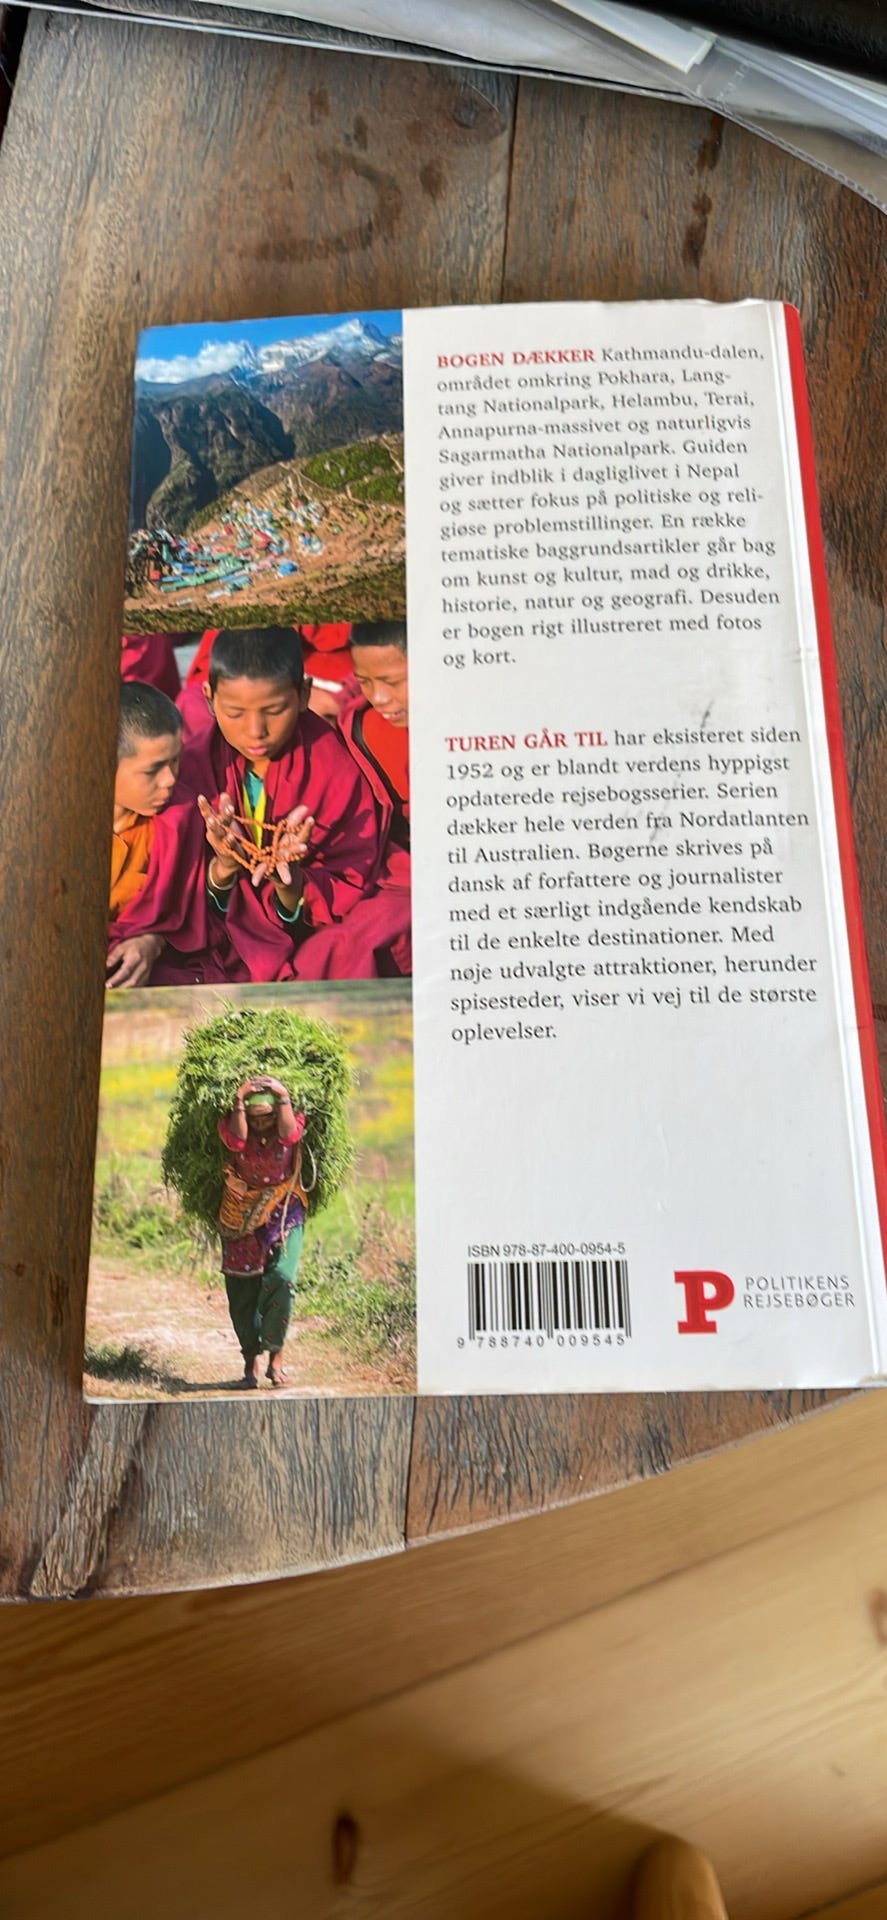 BOGEN DÆKKER Kathmandu-dalen,
området omkring Pokhara, Lang-
tang Nationalpark, Helambu, Terai,
Annapurna-massivet og naturligvis
Sagarmatha Nationalpark. Guiden
giver indblik i dagliglivet i Nepal
og sætter fokus på politiske og reli-
giøse problemstillinger. En række
tematiske baggrundsartikler går bag
om kunst og kultur, mad og drikke,
historie, natur og geografi. Desuden
er bogen rigt illustreret med fotos
og kort.
TUREN GÅR TIL har eksisteret siden
1952 og er blandt verdens hyppigst
opdaterede rejsebogsserier. Serien
dækker hele verden fra Nordatlanten
til Australien. Bøgerne skrives på
dansk af forfattere og journalister
med et særligt indgående kendskab
til de enkelte destinationer. Med
nøje udvalgte attraktioner, herunder
spisesteder, viser vi vej til de største
oplevelser.
ISBN 978-87-400-0954-5
9 788740 009545
P POLITIKENS
REJSEBØGER